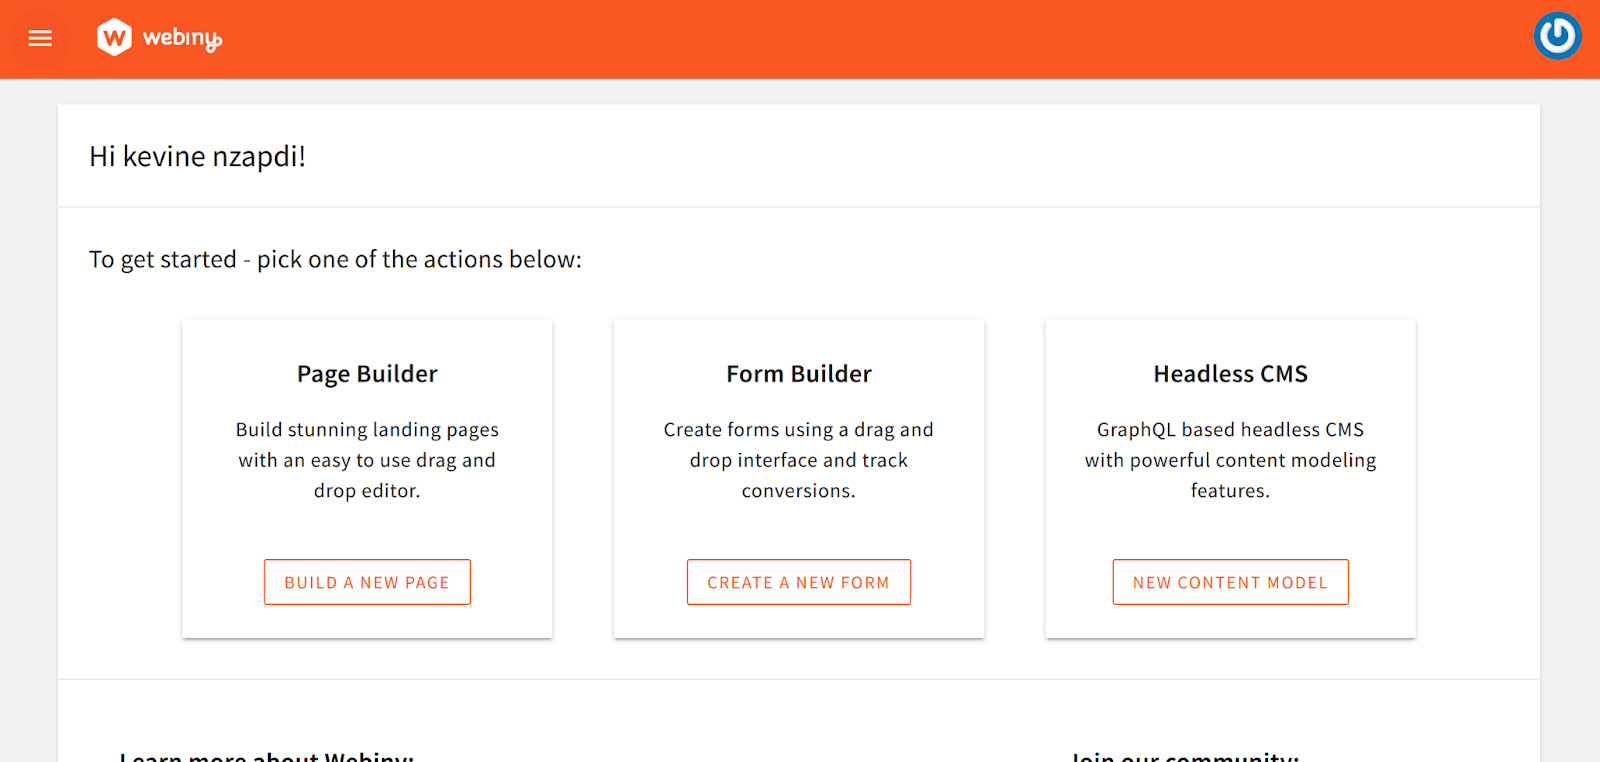 webiny
Hi kevine nzapdi!
To get started - pick one of the actions below:
Page Builder
Build stunning landing pages
with an easy to use drag and
drop editor.
BUILD A NEW PAGE
Form Builder
Create forms using a drag and
drop interface and track
conversions.
CREATE A NEW FORM
Headless CMS
GraphQL based headless CMS
with powerful content modeling
features.
NEW CONTENT MODEL
Learn more about Webiny:
Join our community: